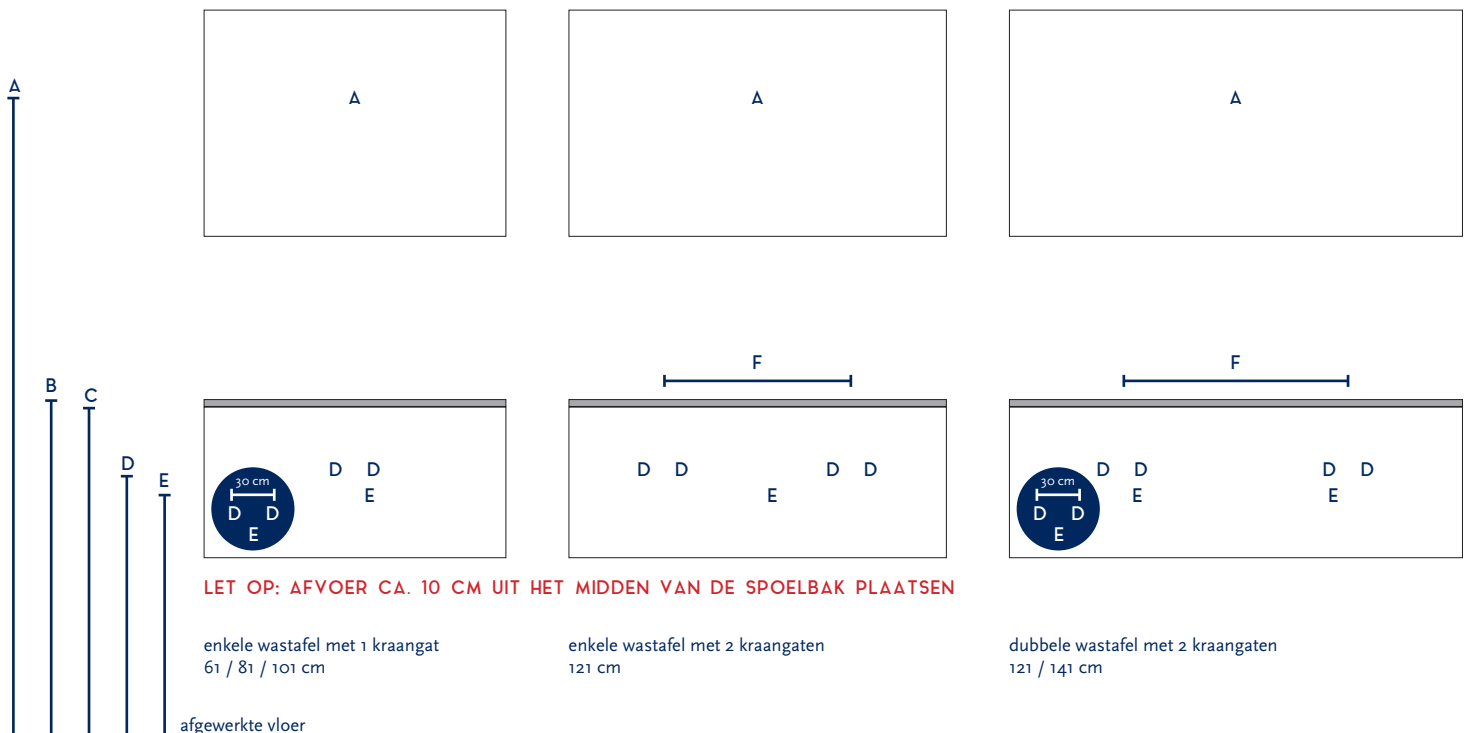 A
A A A
F F
B
C
D D D D D D D D D D
D
E E E E
E
30 cm 30 cm
D D D D
E E
LET OP: AFVOER CA. 10 CM UIT HET MIDDEN VAN DE SPOELBAK PLAATSEN
enkele wastafel met 1 kraangat
61 / 81 / 101 cm
enkele wastafel met 2 kraangaten
121 cm
dubbele wastafel met 2 kraangaten
121 / 141 cm
afgewerkte vloer